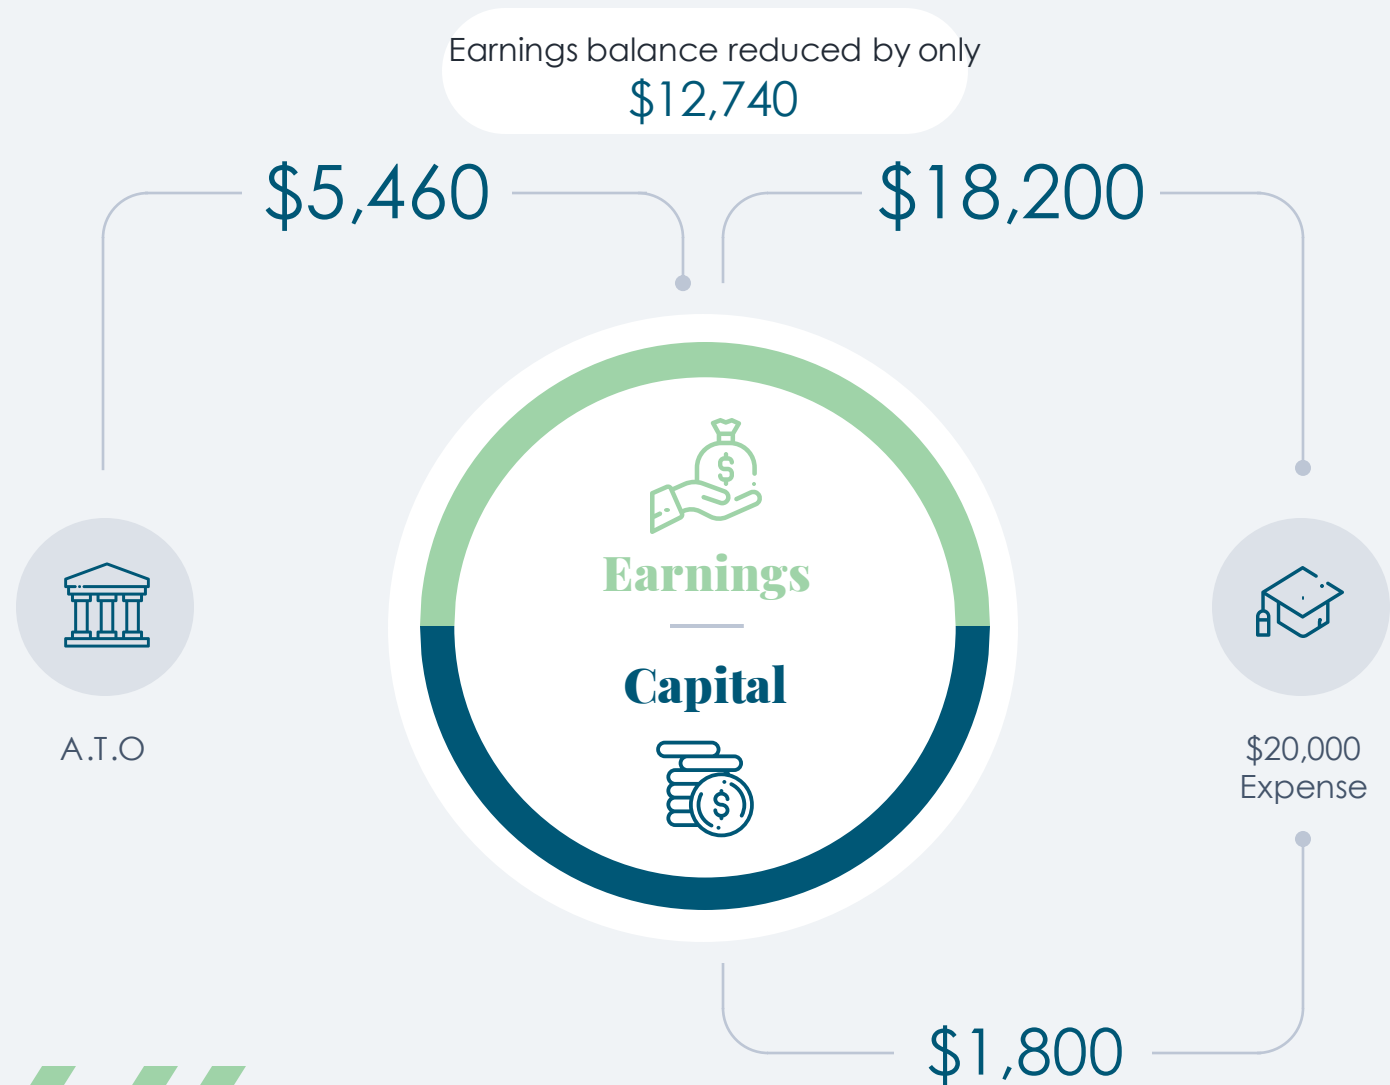 Earnings balance reduced by only
$12,740
$5,460
$18,200
Earnings
Capital
A.T.O
$20,000
Expense
$1,800